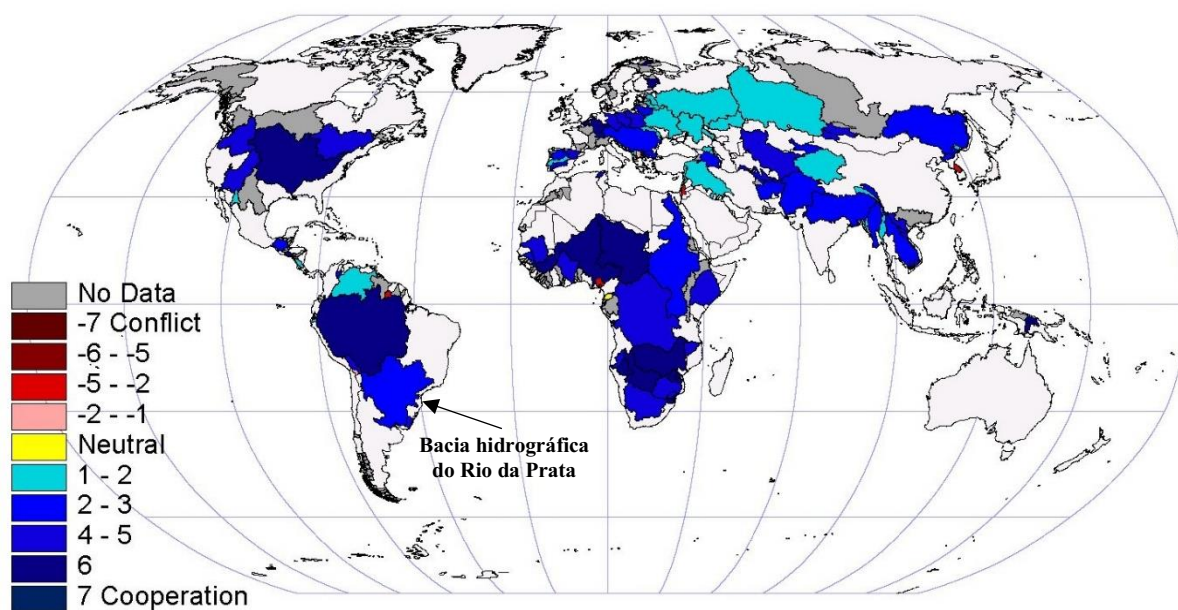 No Data
-7 Conflict
-6 - -5
-5 - -2
-2 - -1
Neutral
1 - 2
2 - 3
4 - 5
6
7 Cooperation
Bacia hidrográfica
do Rio da Prata